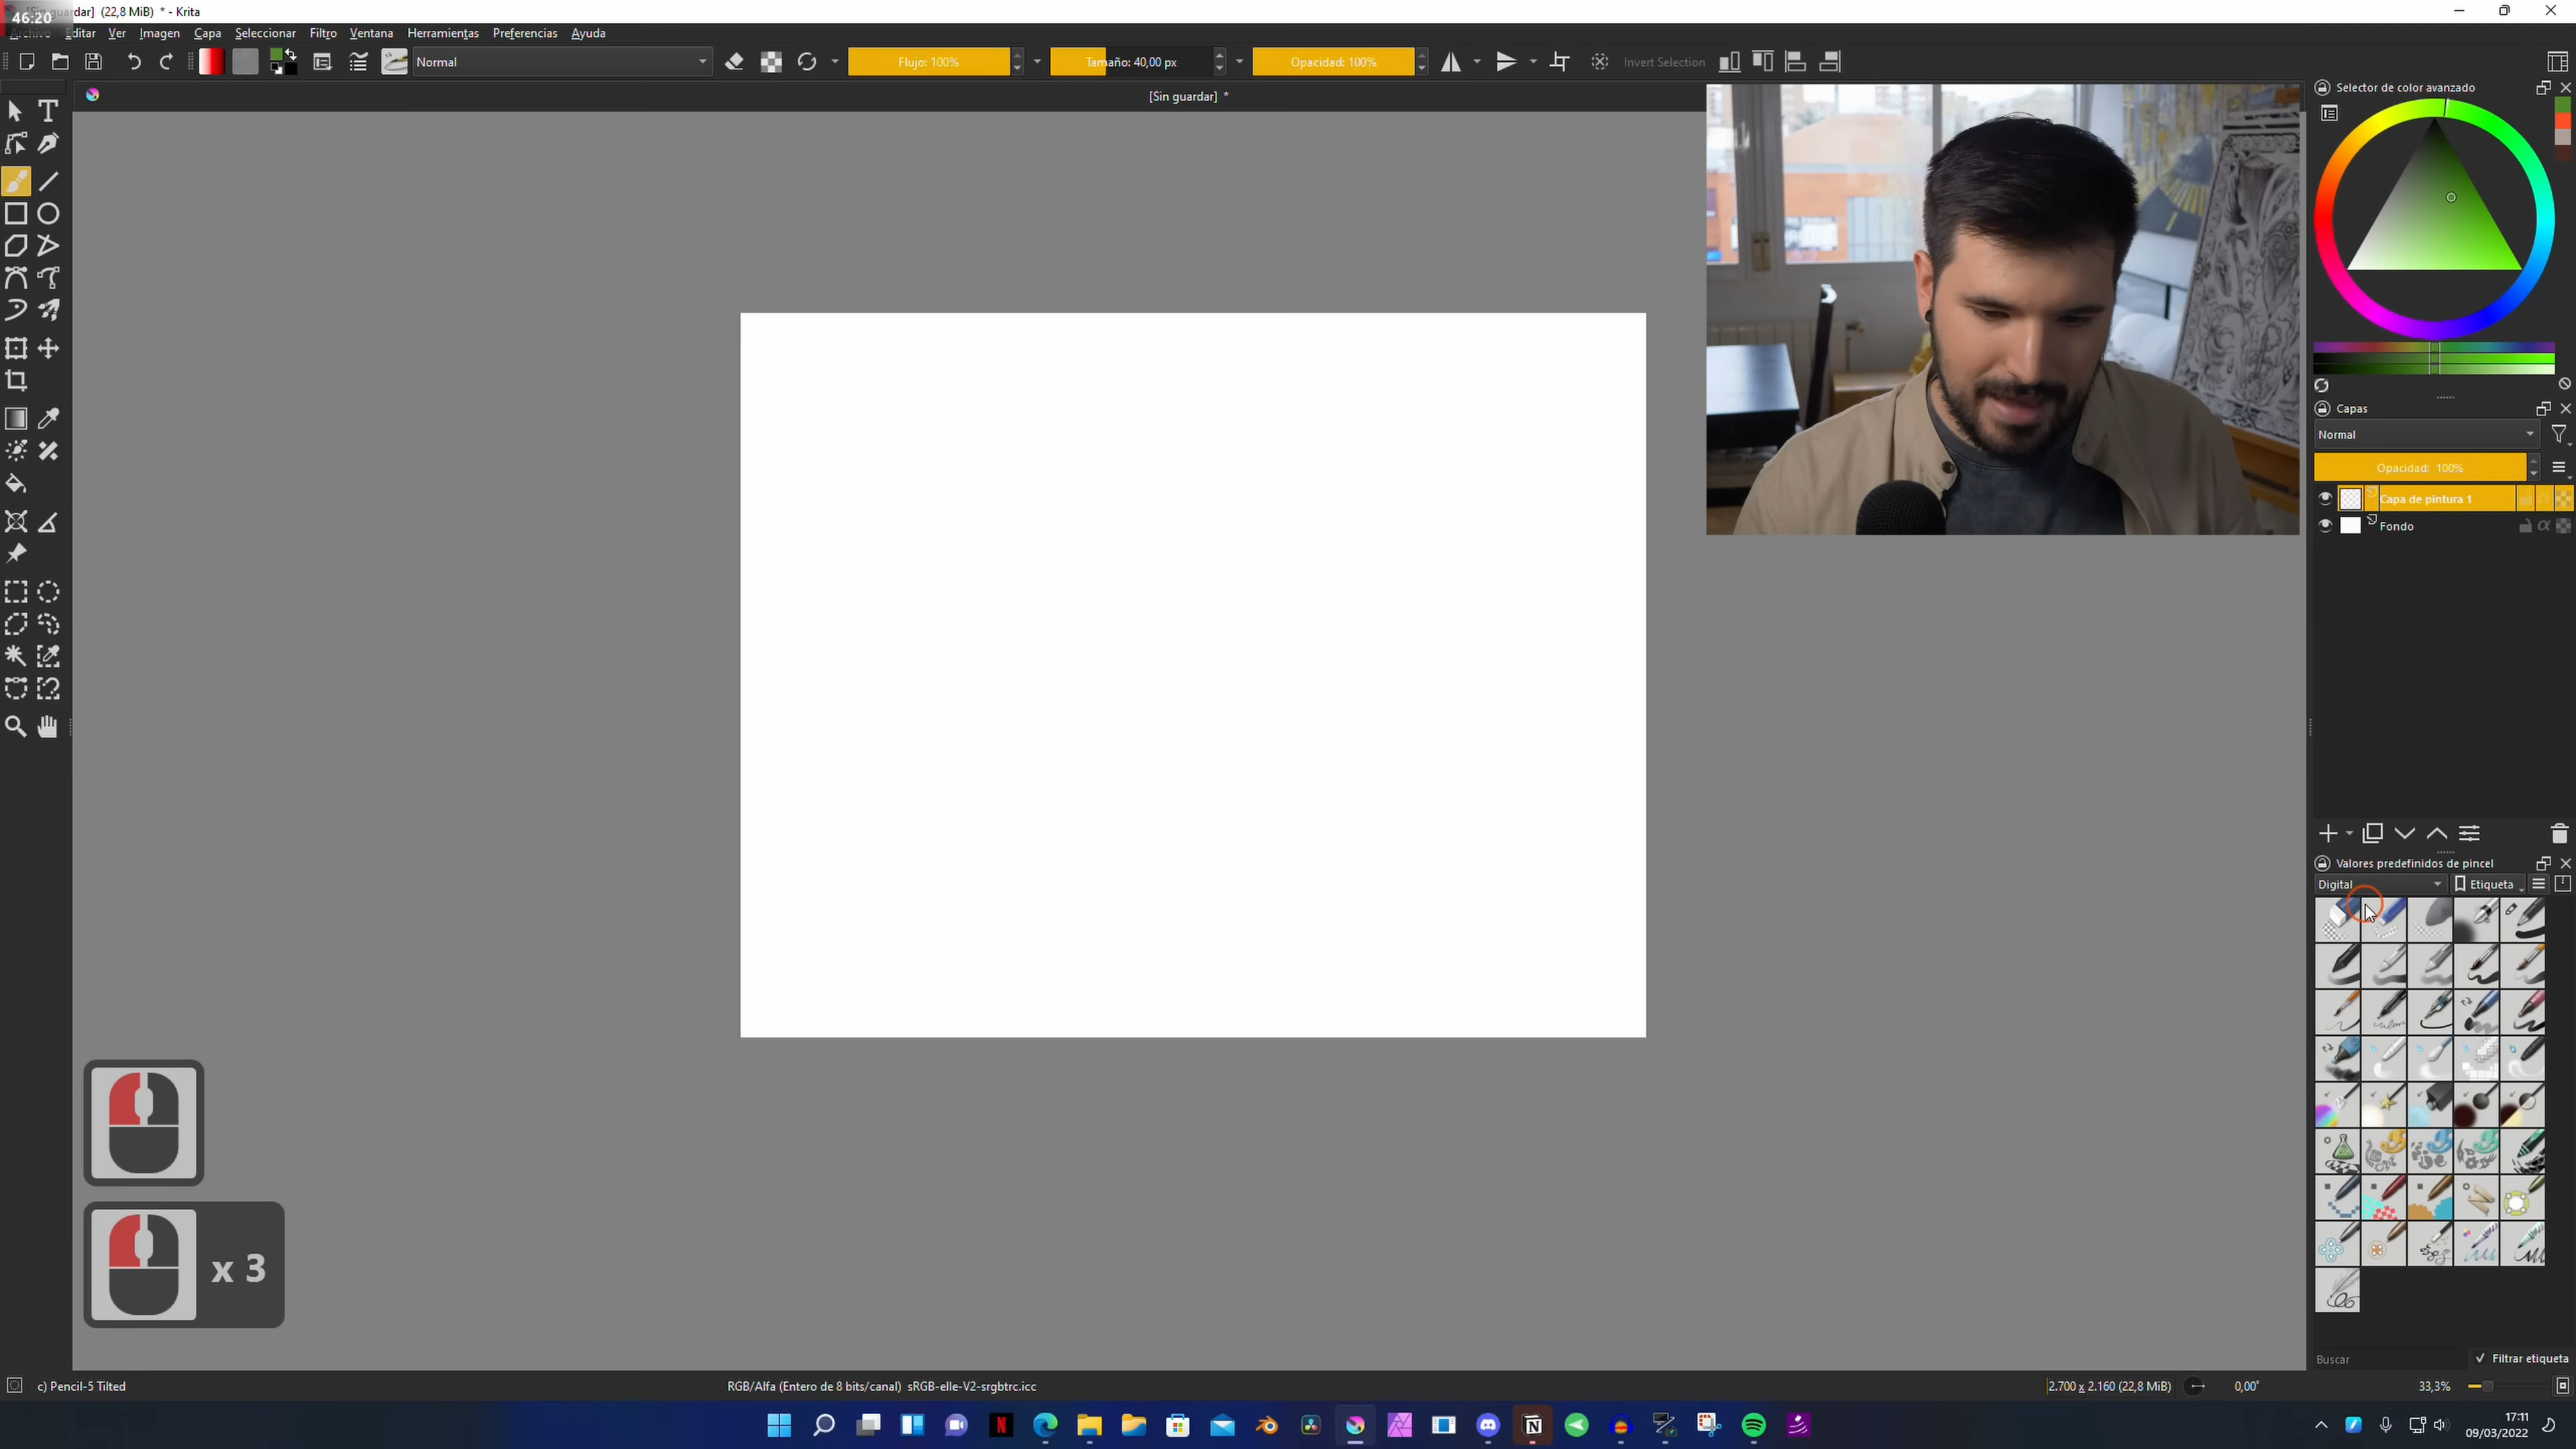 46:20
guardar] (22,8 MiB) * - Krita
Archivo Editar Ver Imagen Capa Seleccionar Filtro Ventana Herramientas Preferencias Ayuda
Normal
Flujo: 100%
Tamaño: 40,00 px
Opacidad: 100%
Invert Selection
[Sin guardar] *
Selector de color avanzado
Capas
Normal
Opacidad: 100%
Capa de pintura 1
Fondo
Valores predefinidos de pincel
Digital
Etiqueta
x 3
Buscar
Filtrar etiqueta
c) Pencil-5 Tilted
RGB/Alfa (Entero de 8 bits/canal) sRGB-elle-V2-srgbtrc.icc
2.700 x 2.160 (22,8 MiB)
0,00°
33,3%
17:11
09/03/2022